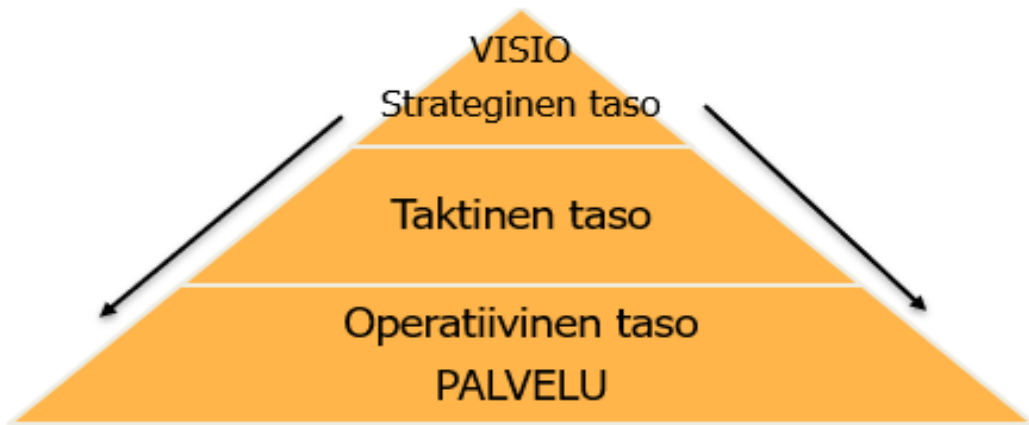 VISIO
Strateginen taso
Taktinen taso
Operatiivinen taso
PALVELU